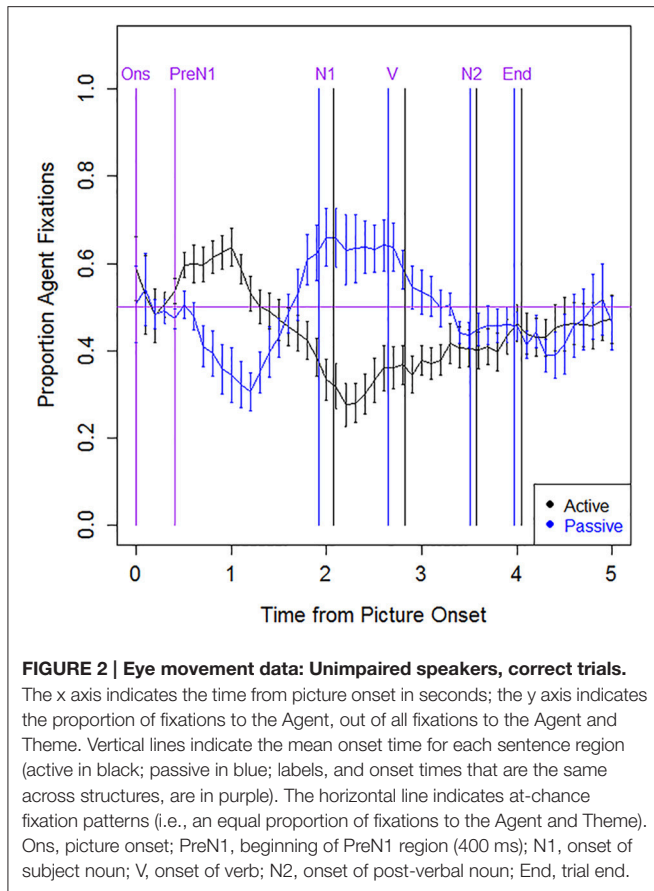 Ons PreN1 N1 V N2 End
1.0
0.8
0.6
0.4
0.2
0.0
Proportion Agent Fixations
Active
Passive
0 1 2 3 4 5
Time from Picture Onset
FIGURE 2 | Eye movement data: Unimpaired speakers, correct trials.
The x axis indicates the time from picture onset in seconds; the y axis indicates
the proportion of fixations to the Agent, out of all fixations to the Agent and
Theme. Vertical lines indicate the mean onset time for each sentence region
(active in black; passive in blue; labels, and onset times that are the same
across structures, are in purple). The horizontal line indicates at-chance
fixation patterns (i.e., an equal proportion of fixations to the Agent and Theme).
Ons, picture onset; PreN1, beginning of PreN1 region (400 ms); N1, onset of
subject noun; V, onset of verb; N2, onset of post-verbal noun; End, trial end.